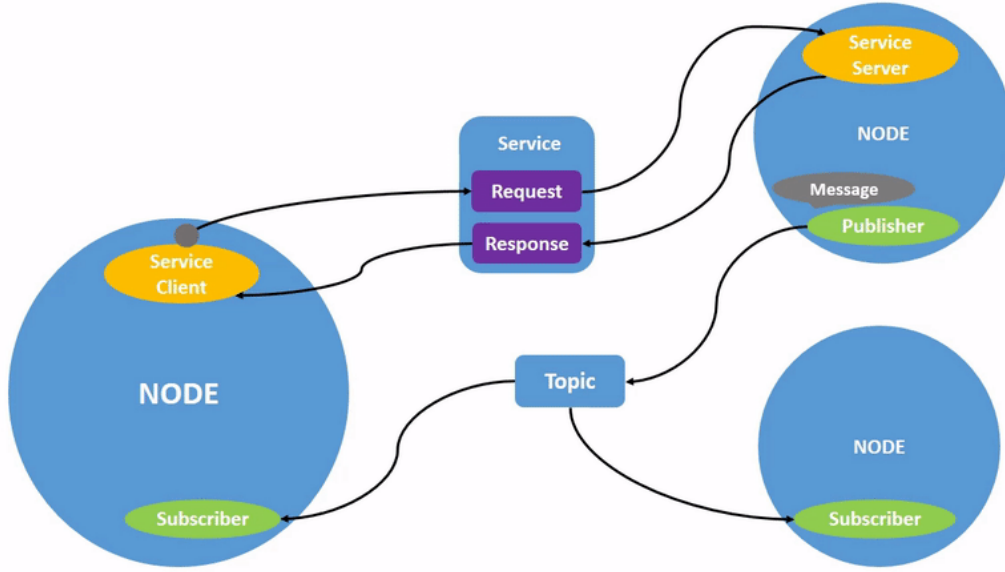 Service
Server
NODE
Message
Publisher
Service
Request
Response
Service
Client
NODE
Subscriber
Topic
NODE
Subscriber